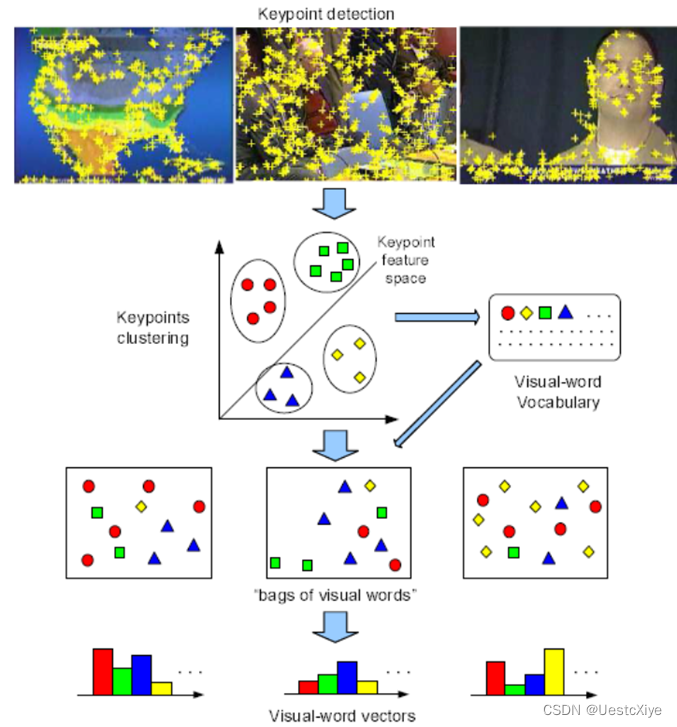 Keypoint detection
Keypoint
feature
space
Keypoints
clustering
Visual-word
Vocabulary
"bags of visual words"
Visual-word vectors
CSDN @UestcXiye